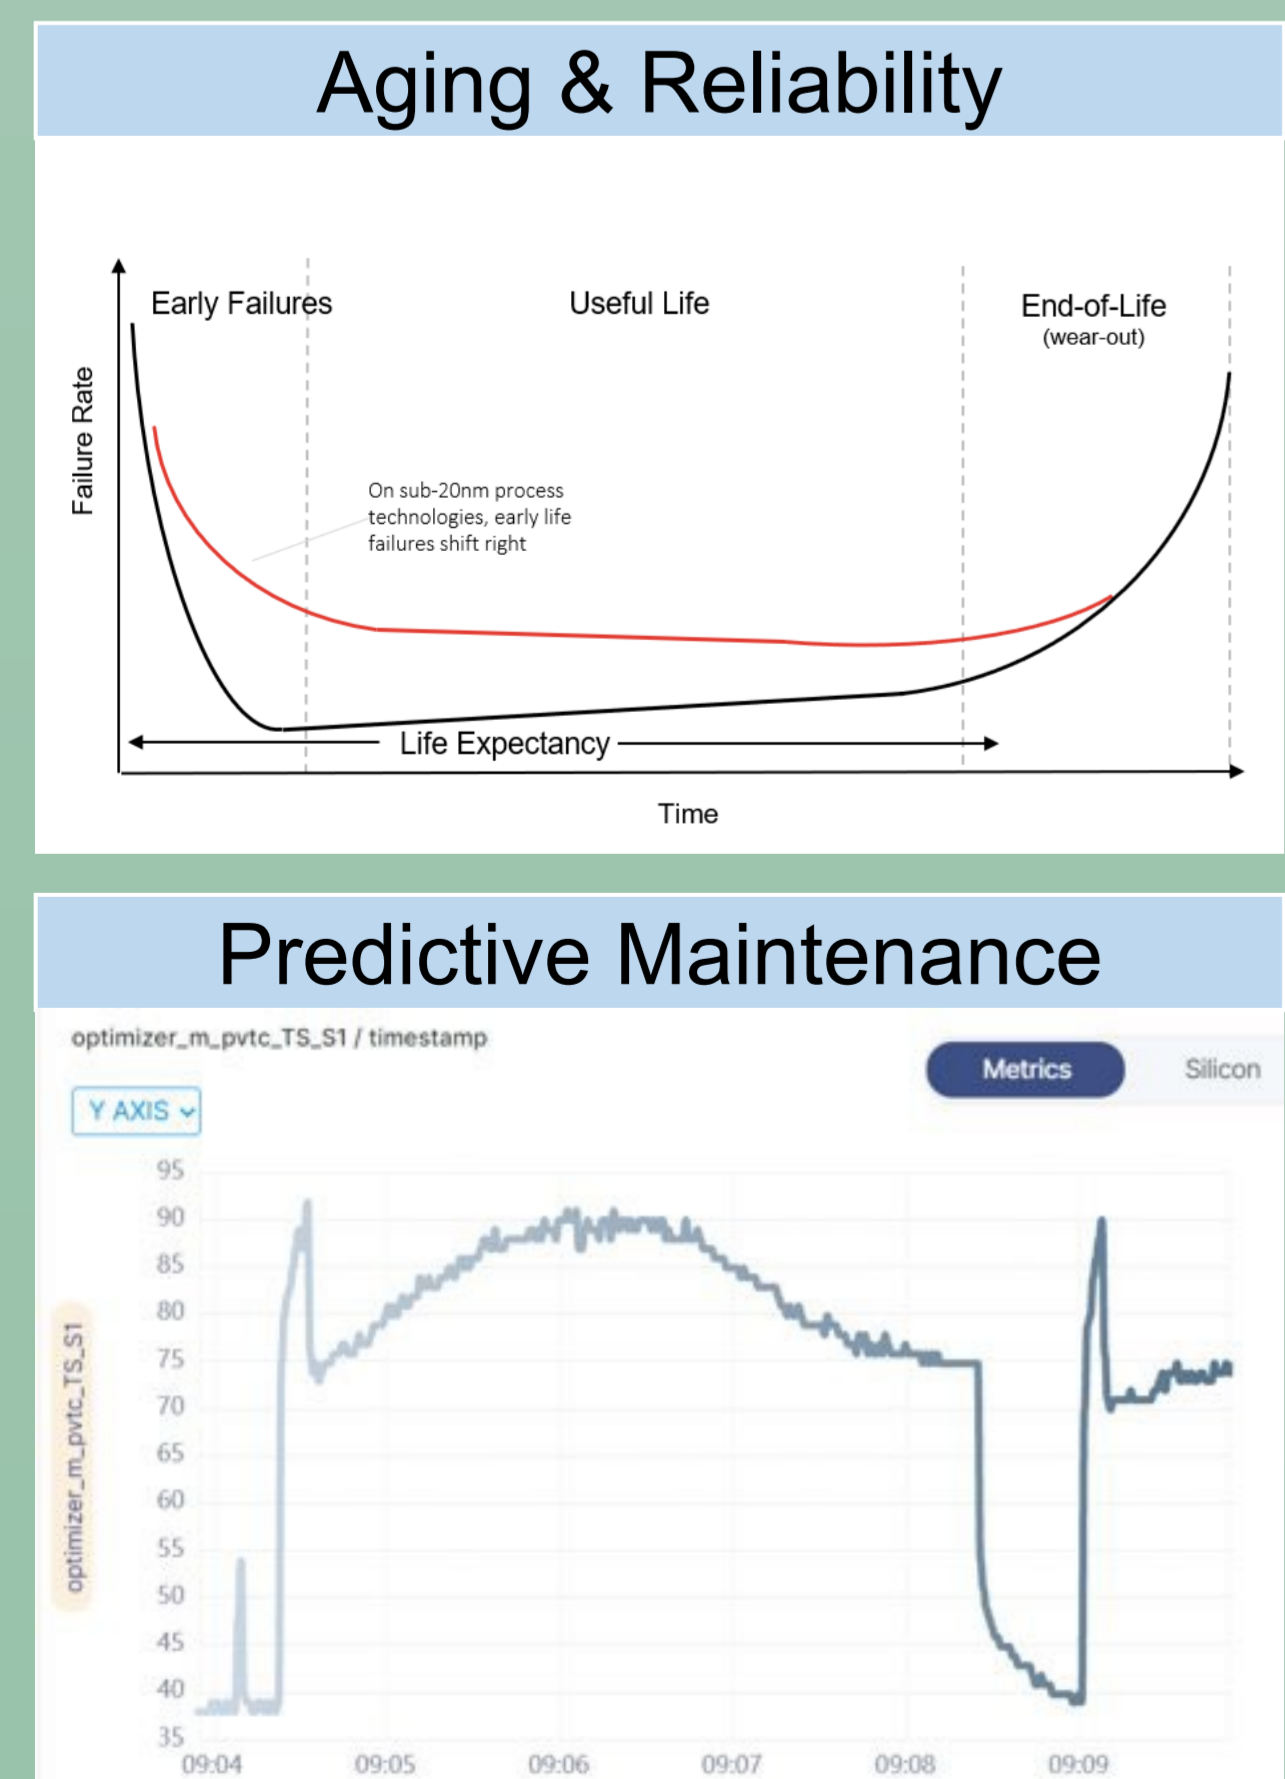 Aging & Reliability
Early Failures
Useful Life
End-of-Life
(wear-out)
Failure Rate
On sub-20nm process
technologies, early life
failures shift right
Life Expectancy
Time
Predictive Maintenance
optimizer_m_pvtc_TS_S1 / timestamp
Metrics
Silicon
Y AXIS
95
90
85
80
75
70
65
60
55
50
45
40
35
optimizer_m_pvtc_TS_S1
09:04
09:05
09:06
09:07
09:08
09:09